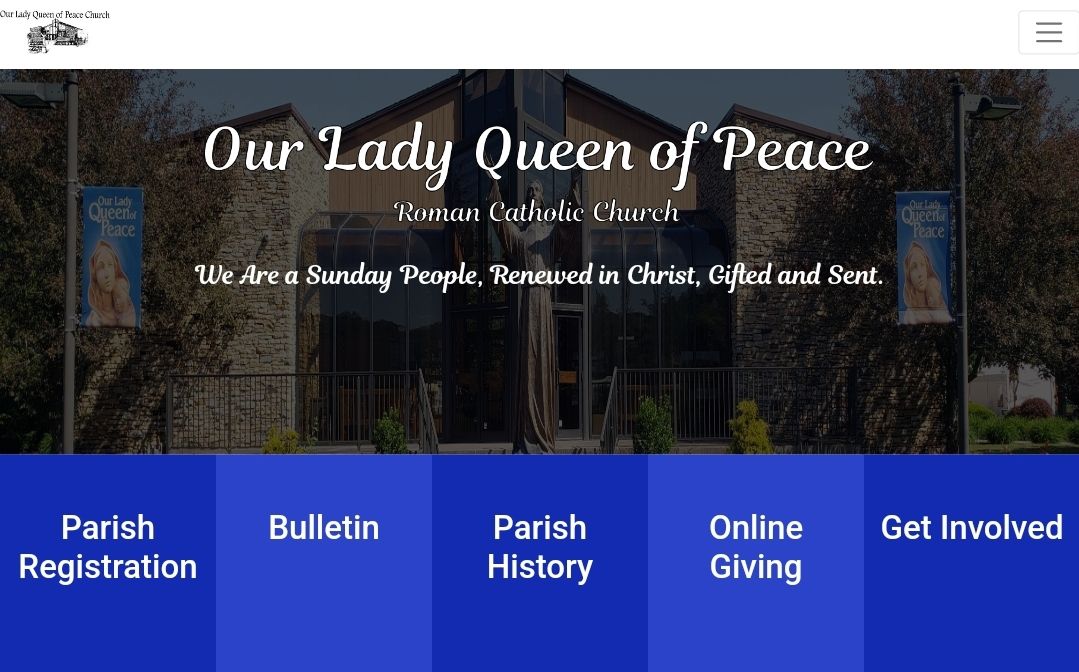 Our Lady Queen of Peace Church
Our Lady Queen of Peace
Roman Catholic Church
We Are a Sunday People, Renewed in Christ, Gifted and Sent.
Our Lady
Queen of
Peace
Our Lady
Queen of
Peace
Parish
Registration
Bulletin
Parish
History
Online
Giving
Get Involved